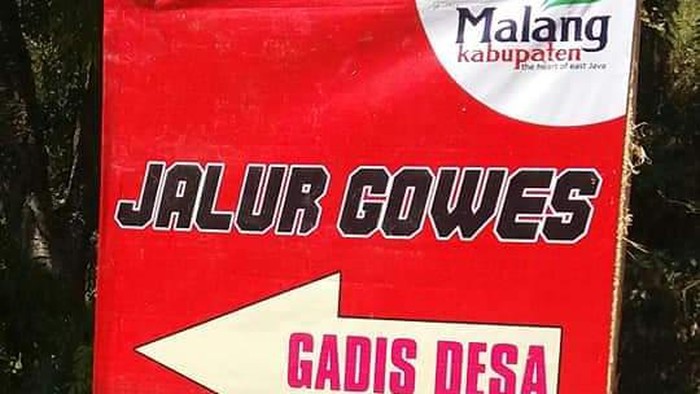 Malang
kabupaten
the heart of east Java
JALUR GOWES
GADIS DESA